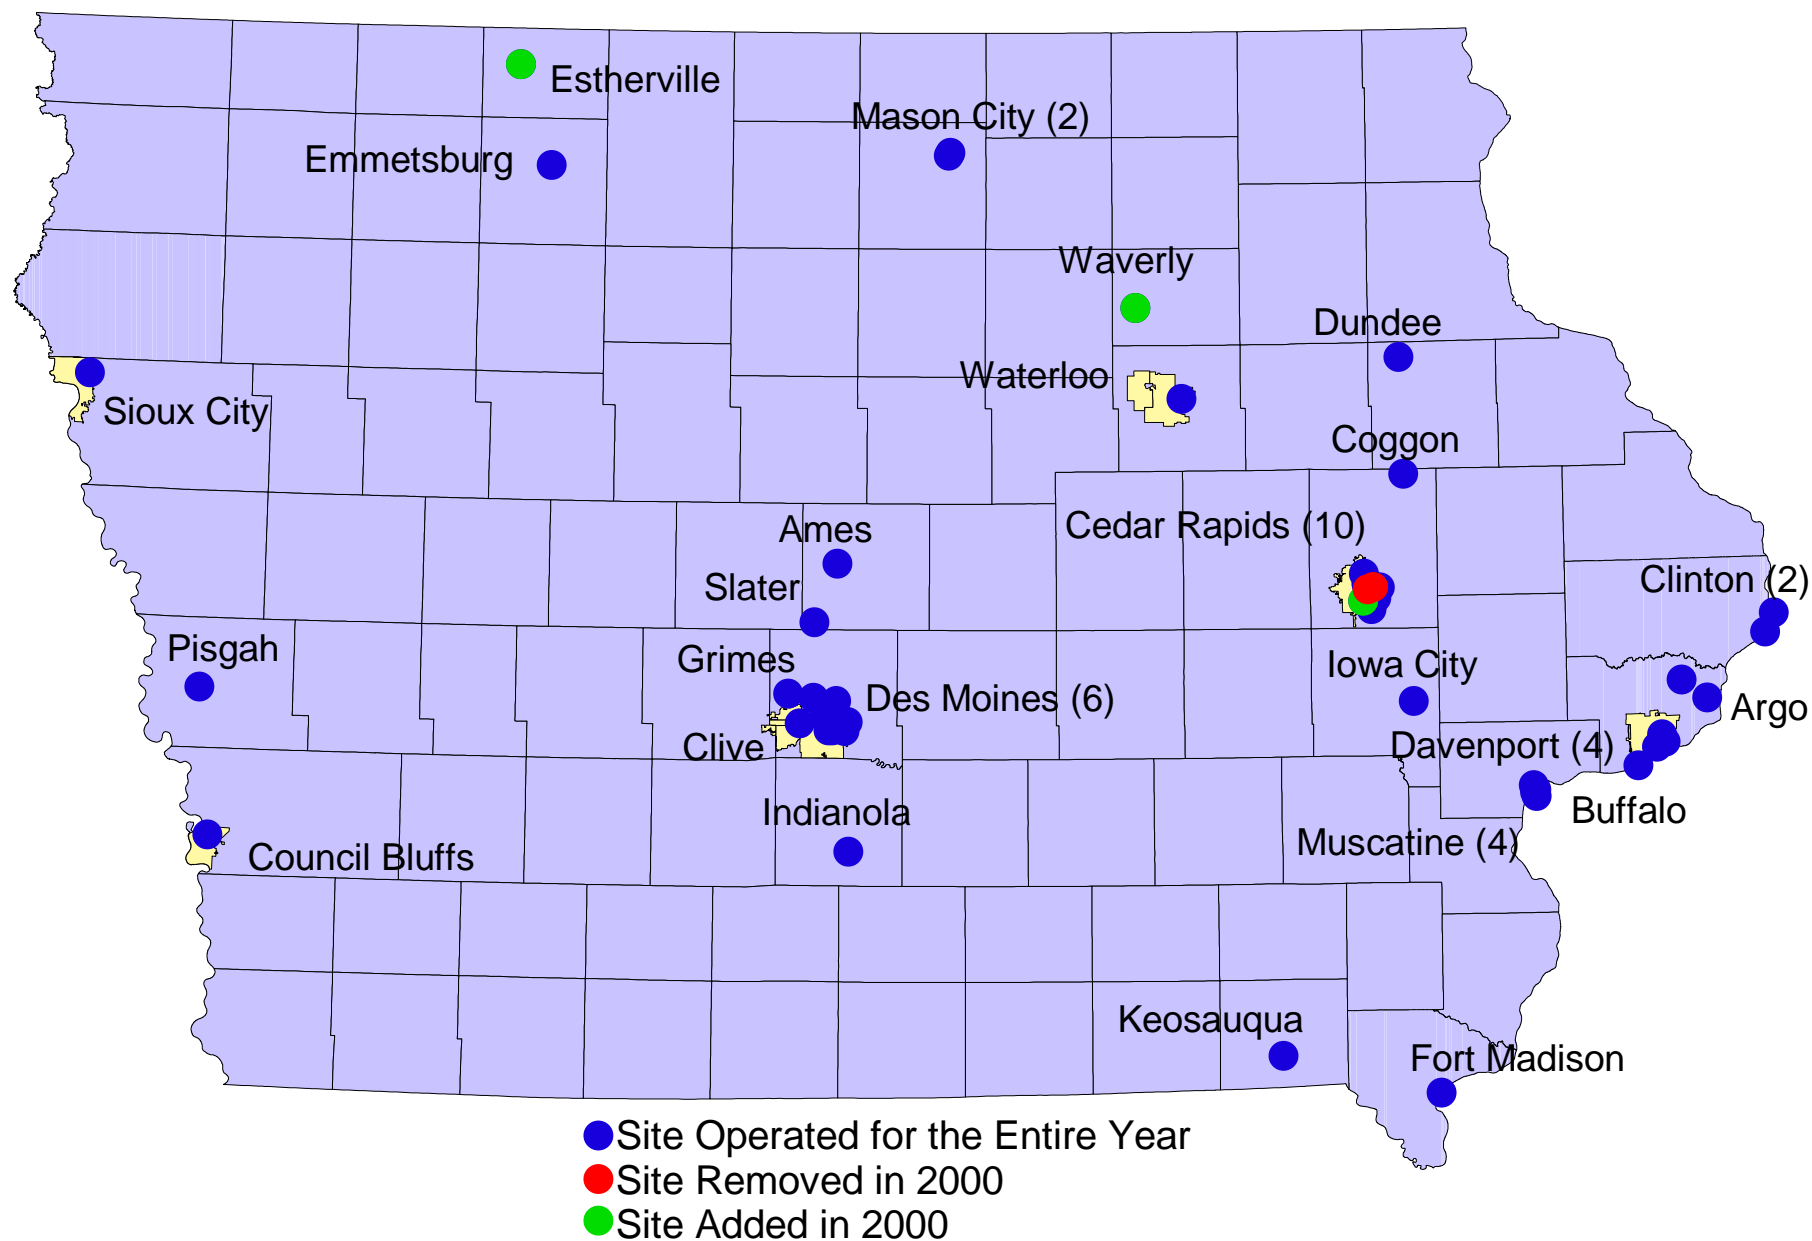 Estherville
Mason City (2)
Emmetsburg
Waverly
Dundee
Waterloo
Sioux City
Coggon
Cedar Rapids (10)
Ames
Clinton (2)
Slater
Pisgah
Grimes
Iowa City
Des Moines (6)
Argo
Clive
Davenport (4)
Indianola
Buffalo
Muscatine (4)
Council Bluffs
Keosauqua
Fort Madison
Site Operated for the Entire Year
Site Removed in 2000
Site Added in 2000